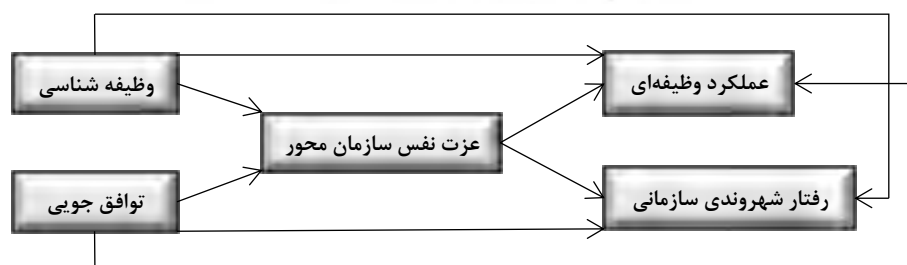 وظیفه شناسی
عملکرد وظیفه‌ای
عزت نفس سازمان محور
توافق جویی
رفتار شهروندی سازمانی